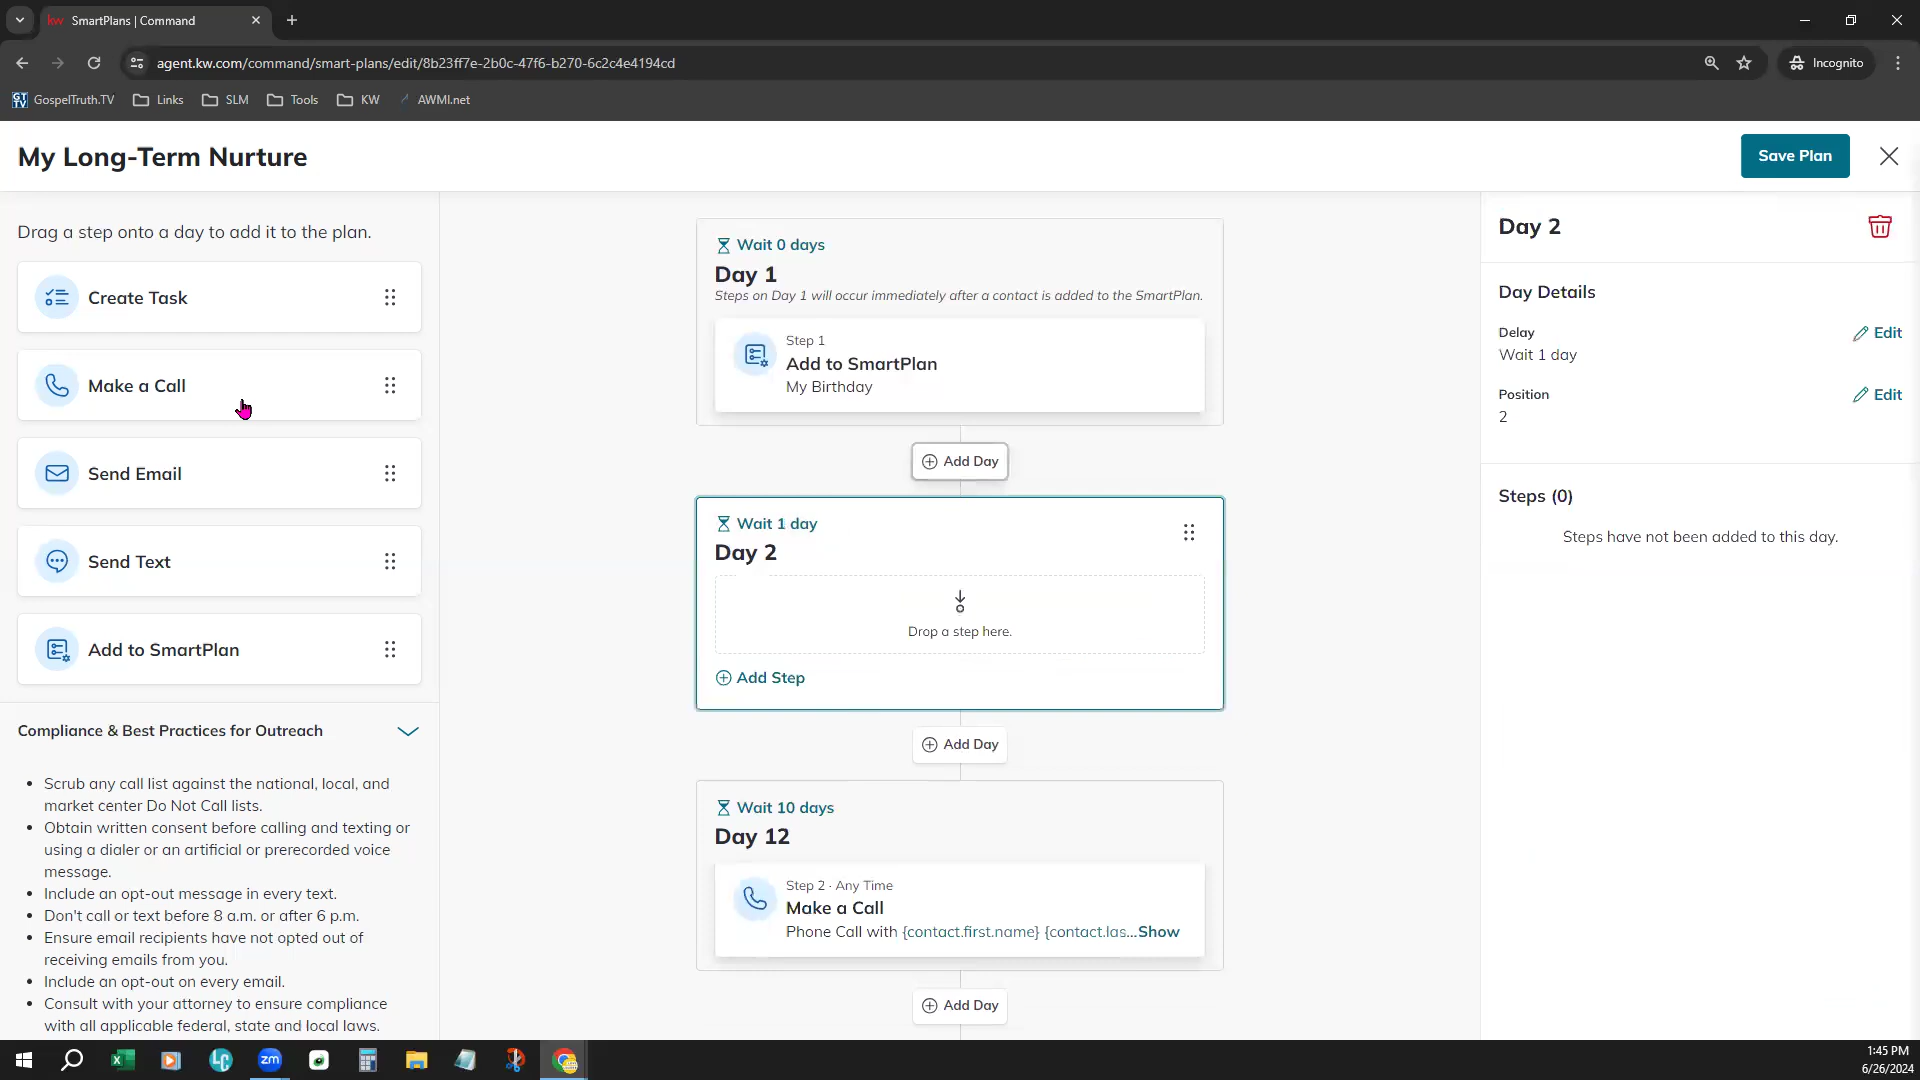 kw SmartPlans | Command
agent.kw.com/command/smart-plans/edit/8b23ff7e-2b0c-47f6-b270-6c2c4e4194cd
Incognito
GT TV GospelTruth.TV Links SLM Tools KW AWMI.net
My Long-Term Nurture
Save Plan
Drag a step onto a day to add it to the plan.
Create Task
Make a Call
Send Email
Send Text
Add to SmartPlan
Compliance & Best Practices for Outreach
Scrub any call list against the national, local, and
market center Do Not Call lists.
Obtain written consent before calling and texting or
using a dialer or an artificial or prerecorded voice
message.
Include an opt-out message in every text.
Don't call or text before 8 a.m. or after 6 p.m.
Ensure email recipients have not opted out of
receiving emails from you.
Include an opt-out on every email.
Consult with your attorney to ensure compliance
with all applicable federal, state and local laws.
Wait 0 days
Day 1
Steps on Day 1 will occur immediately after a contact is added to the SmartPlan.
Step 1
Add to SmartPlan
My Birthday
Add Day
Wait 1 day
Day 2
Drop a step here.
Add Step
Add Day
Wait 10 days
Day 12
Step 2 · Any Time
Make a Call
Phone Call with {contact.first.name} {contact.las...Show
Add Day
Day 2
Day Details
Delay
Edit
Wait 1 day
Position
Edit
2
Steps (0)
Steps have not been added to this day.
LC
zm
1:45 PM
6/26/2024